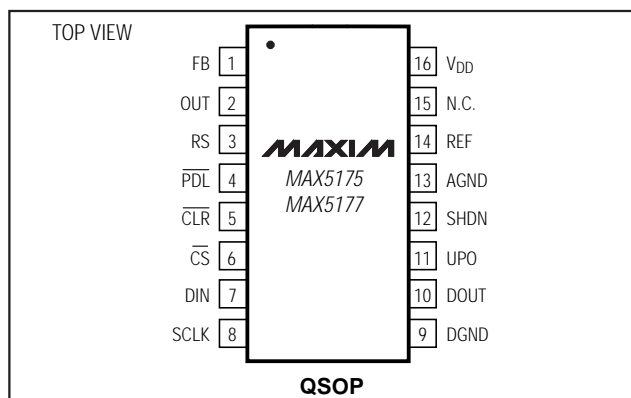 TOP VIEW
FB 1 16 VDD
OUT 2 15 N.C.
RS 3 14 REF
MAXIM
PDL 4 13 AGND
MAX5175
MAX5177
CLR 5 12 SHDN
CS 6 11 UPO
DIN 7 10 DOUT
SCLK 8 9 DGND
QSOP